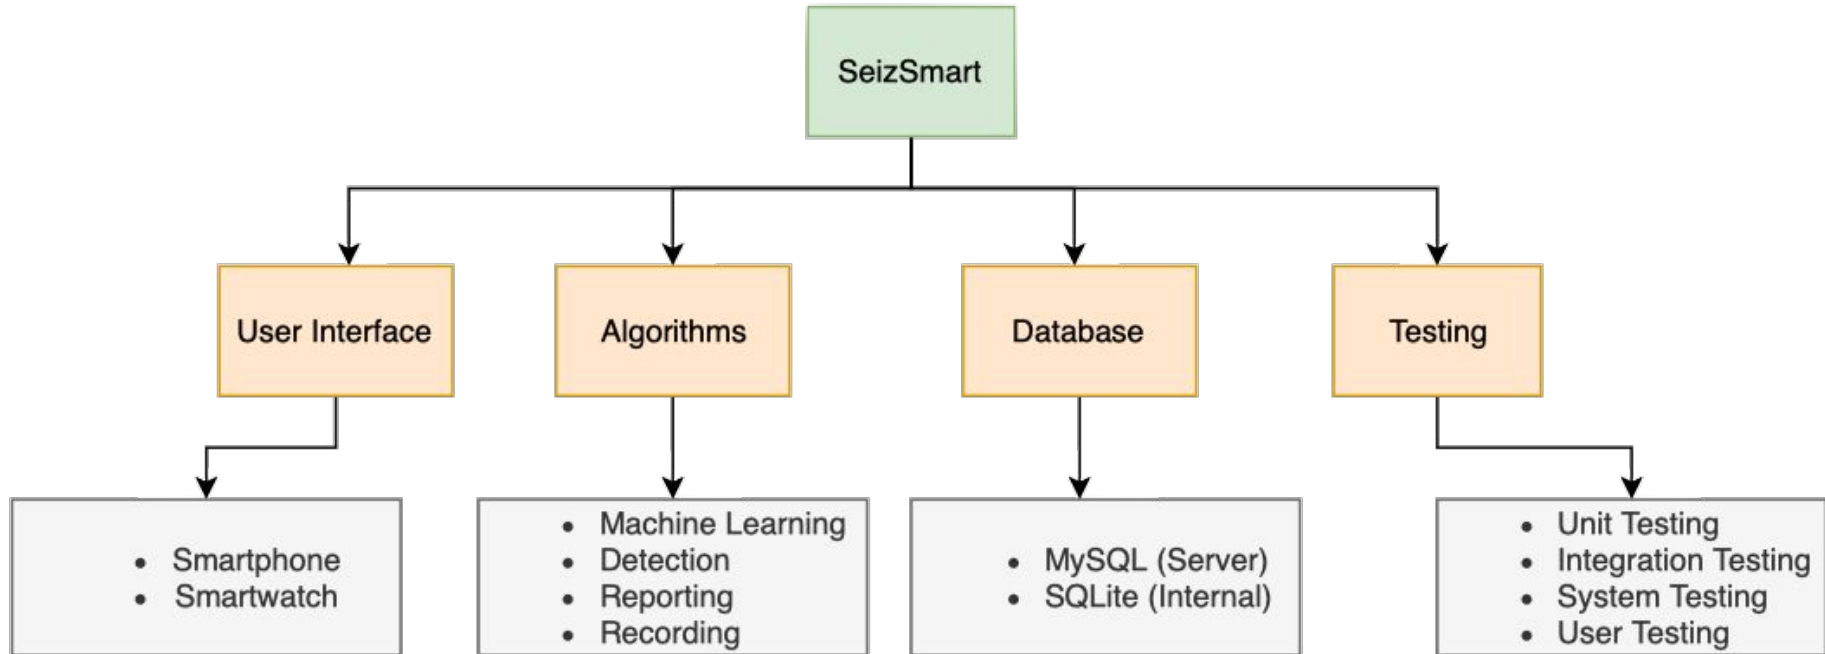 SeizSmart
User Interface
Algorithms
Database
Testing
• Smartphone
• Smartwatch
• Machine Learning
• Detection
• Reporting
• Recording
• MySQL (Server)
• SQLite (Internal)
• Unit Testing
• Integration Testing
• System Testing
• User Testing